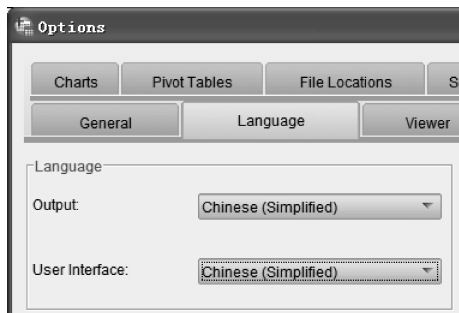 Options
Charts Pivot Tables File Locations S
General Language Viewer
Language
Output: Chinese (Simplified)
User Interface: Chinese (Simplified)